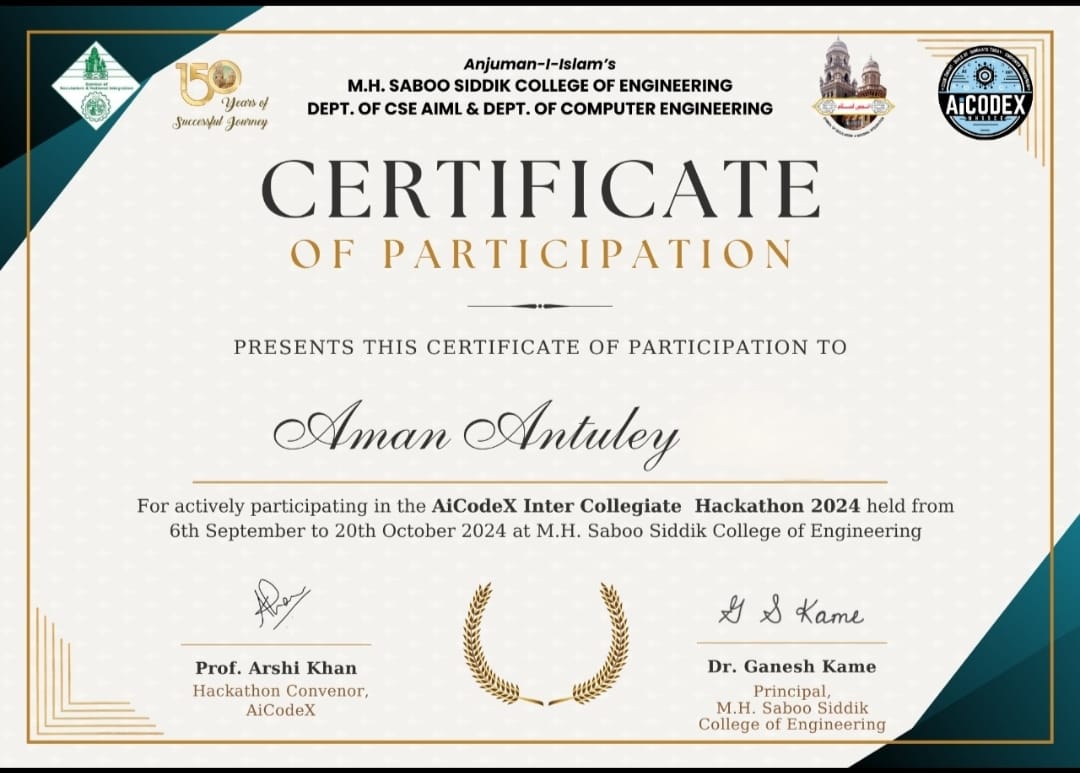 150
Years of
Successful Journey
Anjuman-I-Islam's
M.H. SABOO SIDDIK COLLEGE OF ENGINEERING
DEPT. OF CSE AIML & DEPT. OF COMPUTER ENGINEERING
AiCODEX
MHSSCE
CERTIFICATE
OF PARTICIPATION
PRESENTS THIS CERTIFICATE OF PARTICIPATION TO
Aman Antuley
For actively participating in the AiCodeX Inter Collegiate Hackathon 2024 held from
6th September to 20th October 2024 at M.H. Saboo Siddik College of Engineering
G S Kame
Prof. Arshi Khan
Hackathon Convenor,
AiCodeX
Dr. Ganesh Kame
Principal,
M.H. Saboo Siddik
College of Engineering